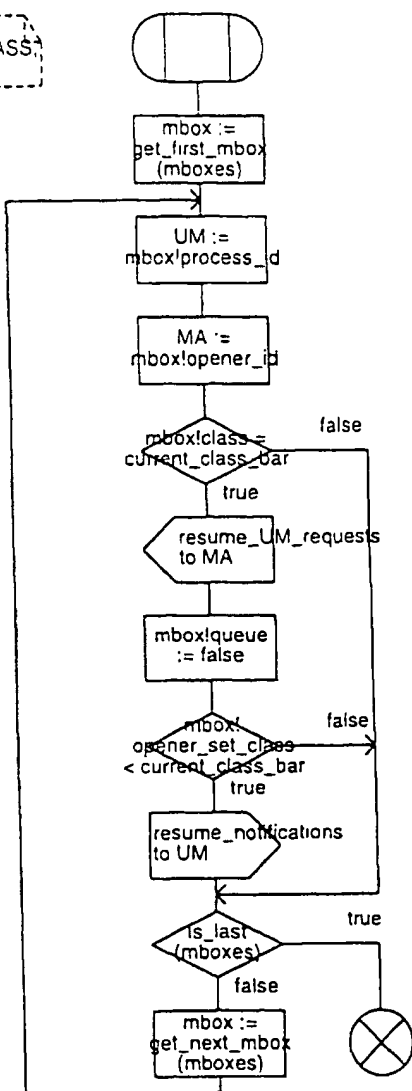 ASS
mbox :=
get_first_mbox
(mboxes)
UM :=
mbox!process_id
MA :=
mbox!opener_id
mbox!class =
current_class_bar
false
true
resume_UM_requests
to MA
mbox!queue
:= false
mbox!
opener_set_class
< current_class_bar
false
true
resume_notifications
to UM
is_last
(mboxes)
true
false
mbox :=
get_next_mbox
(mboxes)